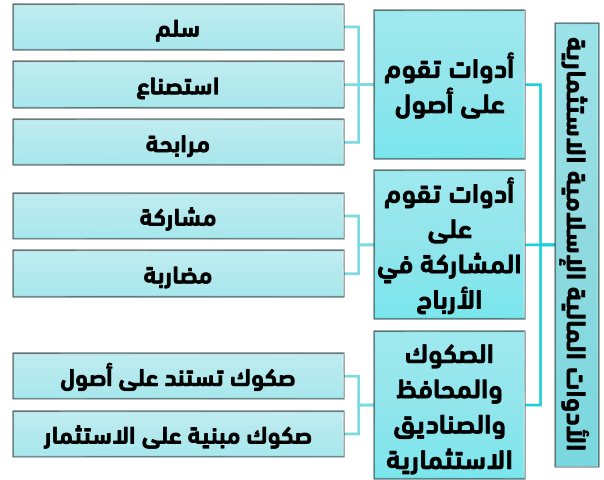 الأدوات المالية الإسلامية الاستثمارية
أدوات تقوم
على أصول
سلم
استصناع
مرابحة
أدوات تقوم
على
المشاركة في
الأرباح
مشاركة
مضاربة
الصكوك
والمحافظ
والصناديق
الاستثمارية
صكوك تستند على أصول
صكوك مبنية على الاستثمار